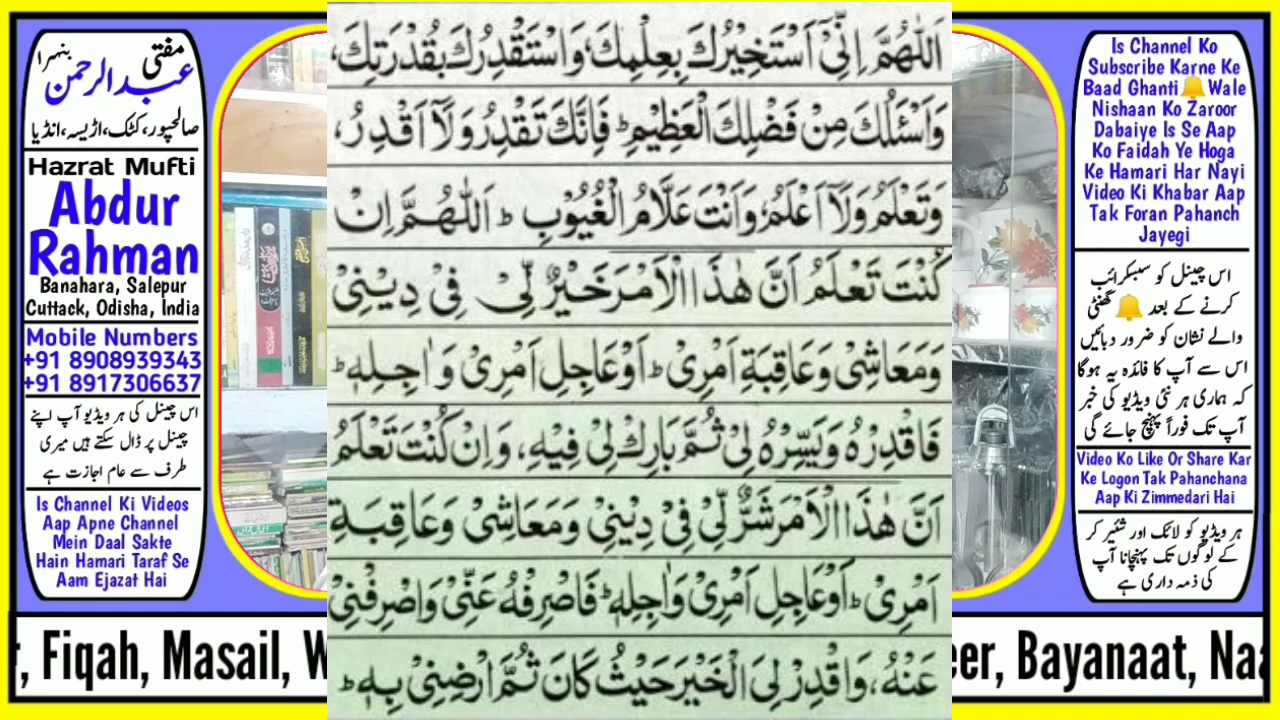 مفتی
عبدالرحمن بنہرا
صالحپور، کٹک، اڑیسہ، انڈیا
Hazrat Mufti
Abdur
Rahman
Banahara, Salepur
Cuttack, Odisha, India
Mobile Numbers
+91 8908939343
+91 8917306637
اس چینل کی ہر ویڈیو آپ اپنے
چینل پر ڈال سکتے ہیں میری
طرف سے عام اجازت ہے
Is Channel Ki Videos
Aap Apne Channel
Mein Daal Sakte
Hain Hamari Taraf Se
Aam Ejazat Hai
اَللّٰهُمَّ اِنِّیْٓ اَسْتَخِیْرُكَ بِعِلْمِكَ، وَاسْتَقْدِرُكَ بِقُدْرَتِكَ،
وَاَسْئَلُكَ مِنْ فَضْلِكَ الْعَظِیْمِ ؕ فَاِنَّكَ تَقْدِرُ وَلَآ اَقْدِرُ،
وَتَعْلَمُ وَلَآ اَعْلَمُ، وَاَنْتَ عَلَّامُ الْغُیُوْبِ ؕ اَللّٰهُمَّ اِنْ
كُنْتَ تَعْلَمُ اَنَّ هٰذَا الْاَمْرَ خَیْرٌ لِّیْ فِیْ دِیْنِیْ
وَمَعَاشِیْ وَعَاقِبَةِ اَمْرِیْ ؕ اَوْعَاجِلِ اَمْرِیْ وَاٰجِلِهٖ ؕ
فَاقْدِرْهُ وَیَسِّرْهُ لِیْ ثُمَّ بَارِكْ لِیْ فِیْهِ، وَاِنْ كُنْتَ تَعْلَمُ
اَنَّ هٰذَا الْاَمْرَ شَرٌّ لِّیْ فِیْ دِیْنِیْ وَمَعَاشِیْ وَعَاقِبَةِ
اَمْرِیْ ؕ اَوْعَاجِلِ اَمْرِیْ وَاٰجِلِهٖ ؕ فَاصْرِفْهُ عَنِّیْ وَاصْرِفْنِیْ
عَنْهُ، وَاقْدِرْ لِیَ الْخَیْرَ حَیْثُ كَانَ ثُمَّ اَرْضِنِیْ بِهٖ ؕ
Is Channel Ko
Subscribe Karne Ke
Baad Ghanti🔔Wale
Nishaan Ko Zaroor
Dabaiye Is Se Aap
Ko Faidah Ye Hoga
Ke Hamari Har Nayi
Video Ki Khabar Aap
Tak Foran Pahanch
Jayegi
اس چینل کو سبسکرائب
کرنے کے بعد 🔔 گھنٹی
والے نشان کو ضرور دبائیں
اس سے آپ کا فائدہ یہ ہوگا
کہ ہماری ہر نئی ویڈیو کی خبر
آپ تک فوراً پہنچ جائے گی
Video Ko Like Or Share Kar
Ke Logon Tak Pahanchana
Aap Ki Zimmedari Hai
ہر ویڈیو کو لائک اور شئیر کر
کے لوگوں تک پہنچانا آپ
کی ذمہ داری ہے
Fiqah, Masail,
eer, Bayanaat, Naa